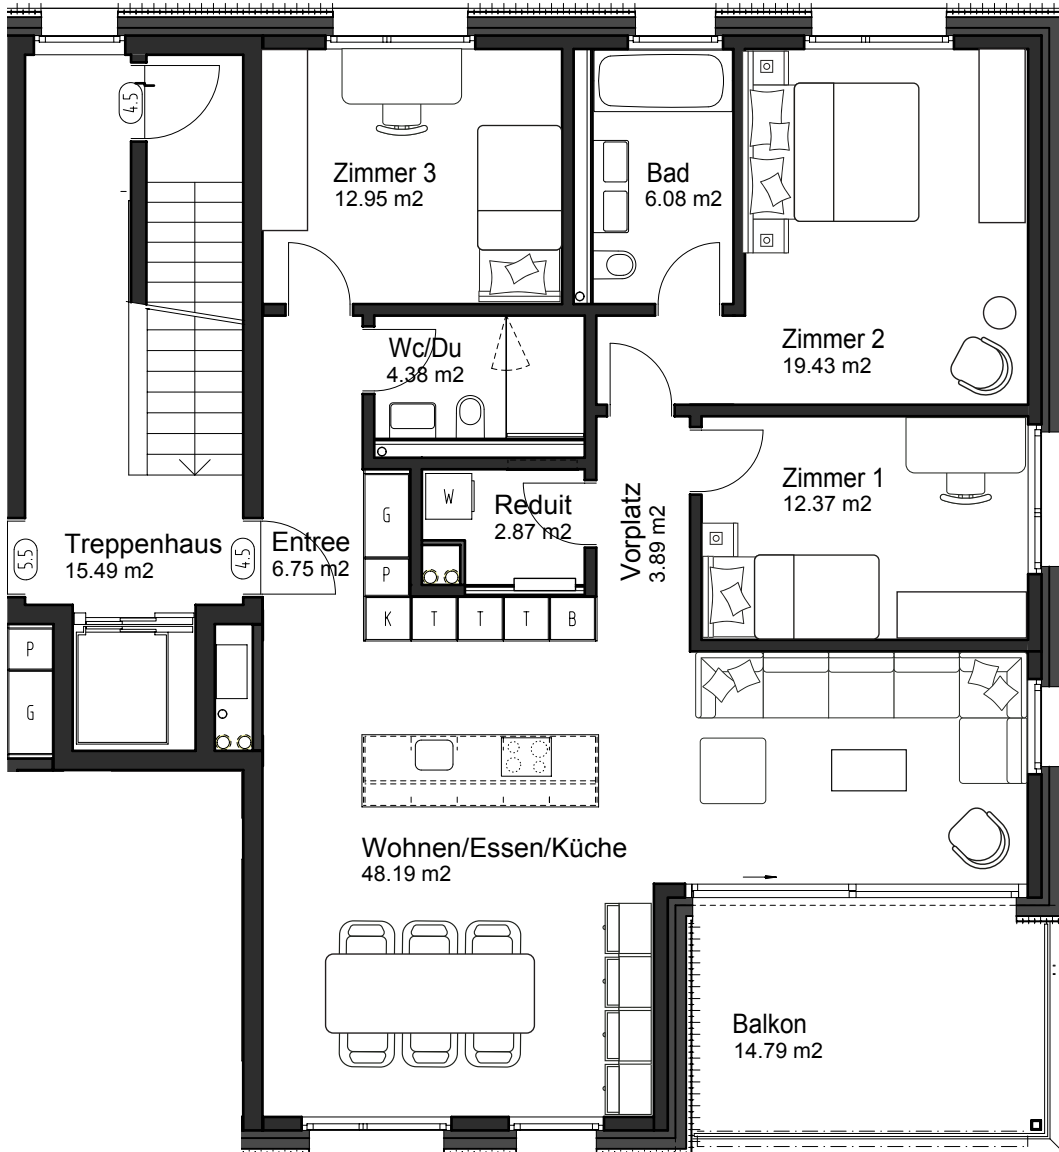 4.5
Zimmer 3
12.95 m2
Bad
6.08 m2
Wc/Du
4.38 m2
Zimmer 2
19.43 m2
Zimmer 1
12.37 m2
W
Reduit
2.87 m2
Vorplatz
3.89 m2
G
P
K
T
T
T
B
5.5
Treppenhaus
15.49 m2
4.5
Entree
6.75 m2
P
G
Wohnen/Essen/Küche
48.19 m2
Balkon
14.79 m2